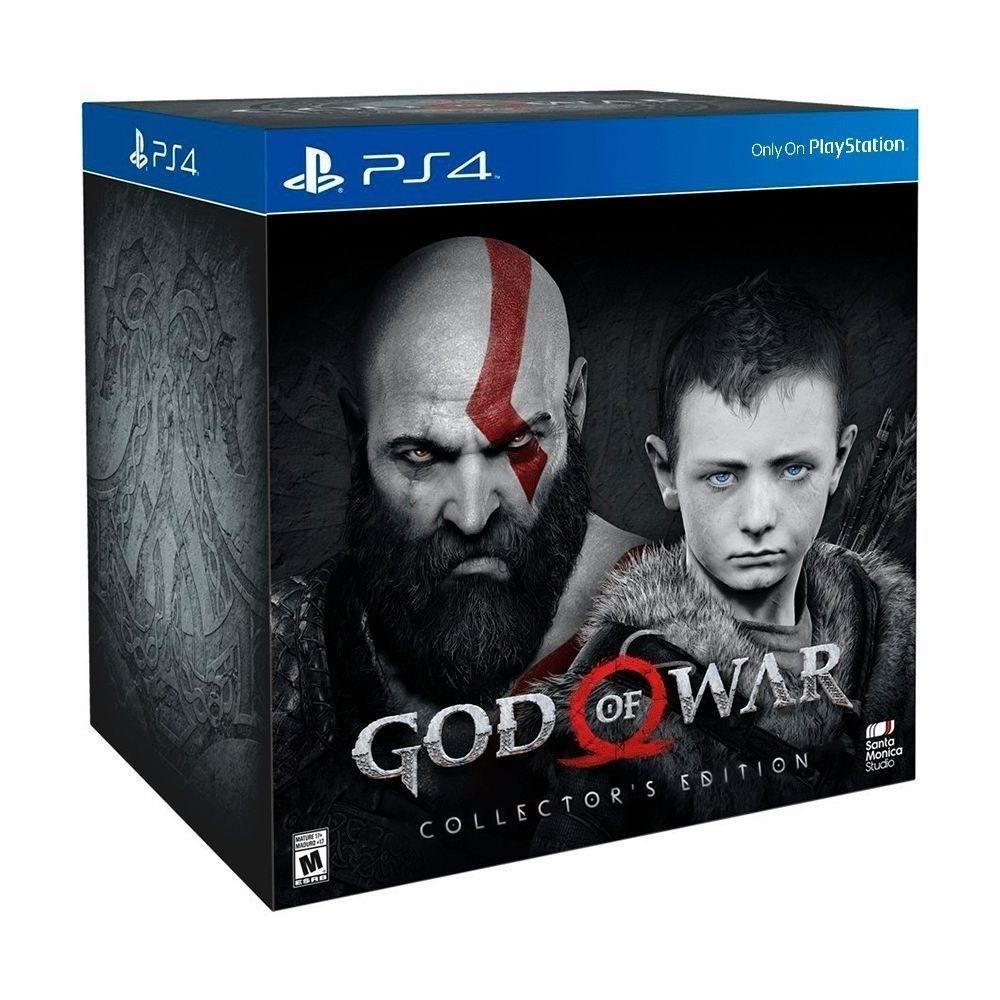 PS4
PS4
Only On PlayStation
GOD OF WAR
COLLECTOR'S EDITION
Santa
Monica
Studio
MATURE 17+
MADURO +17
M
ESRB